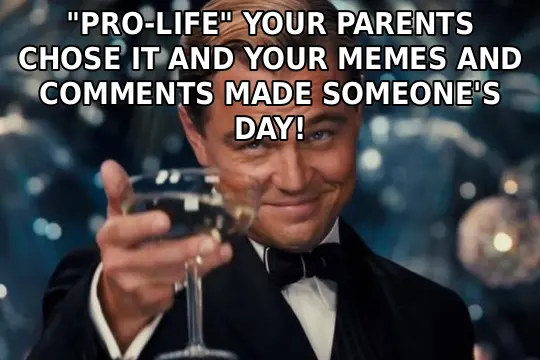 "PRO-LIFE" YOUR PARENTS
CHOSE IT AND YOUR MEMES AND
COMMENTS MADE SOMEONE'S
DAY!